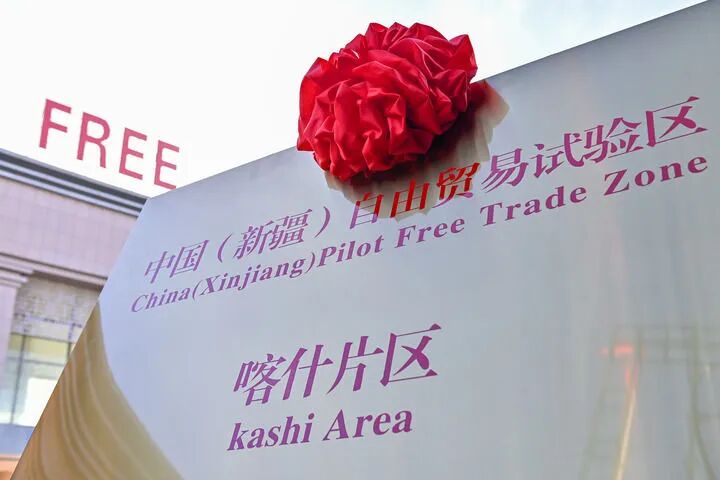 FREE
中国（新疆）自由贸易试验区
China(Xinjiang)Pilot Free Trade Zone
喀什片区
kashi Area